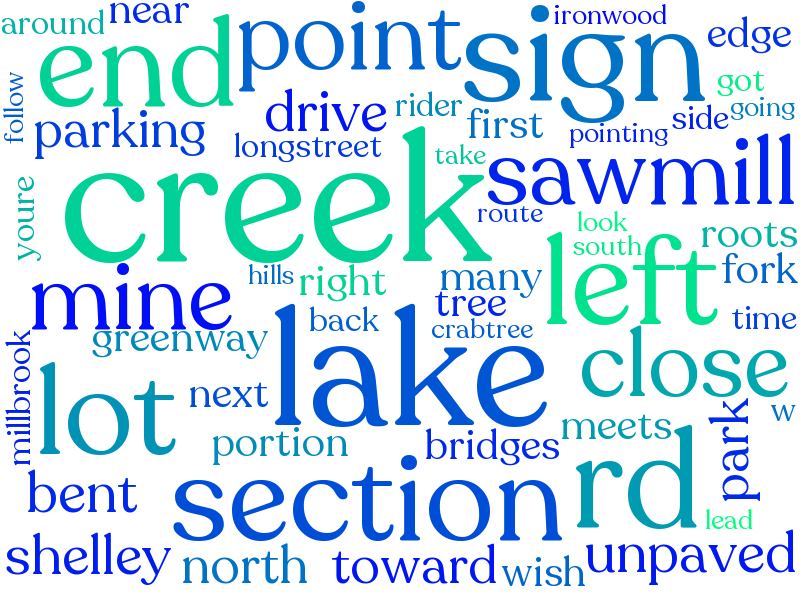 around
near
end
point
sign
ironwood
edge
got
follow
parking
drive
rider
first
side
going
pointing
longstreet
take
creek
sawmill
youre
route
look
south
roots
left
fork
mine
hills
right
many
tree
time
back
crabtree
greenway
lake
close
millbrook
lot
next
w
portion
bridges
meets
park
bent
section
rd
lead
shelley
north
toward
wish
unpaved